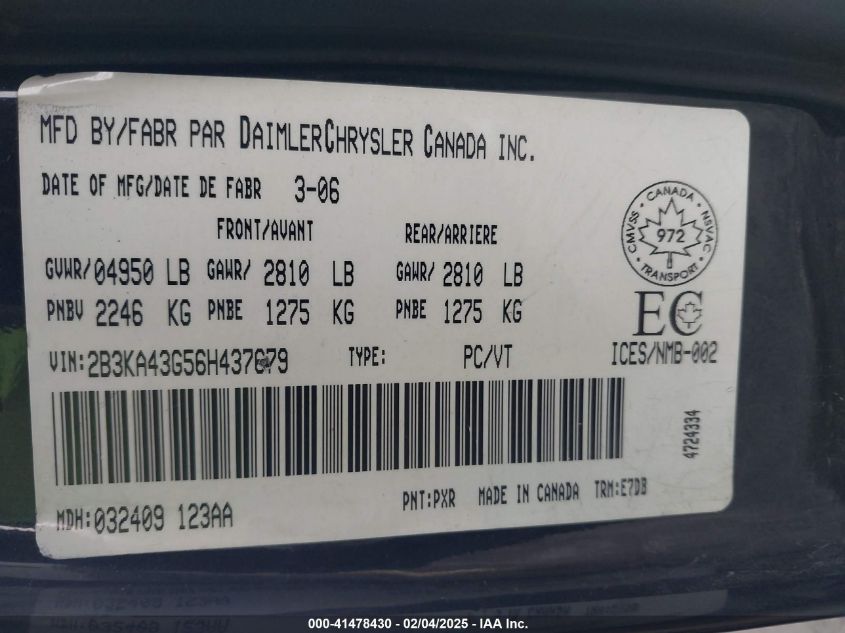 MFD BY/FABR PAR DAIMLERCHRYSLER CANADA INC.
DATE OF MFG/DATE DE FABR 3-06
FRONT/AVANT REAR/ARRIERE
GVWR/04950 LB GAWR/ 2810 LB GAWR/ 2810 LB
PNBV 2246 KG PNBE 1275 KG PNBE 1275 KG
CANADA
CMVSS 972 NSVAC
TRANSPORT
EC
ICES/NMB-002
VIN:2B3KA43G56H437679 TYPE: PC/VT
4724334
PNT:PXR MADE IN CANADA TRM:E7DB
MDH:032409 123AA
000-41478430 - 02/04/2025 - IAA Inc.